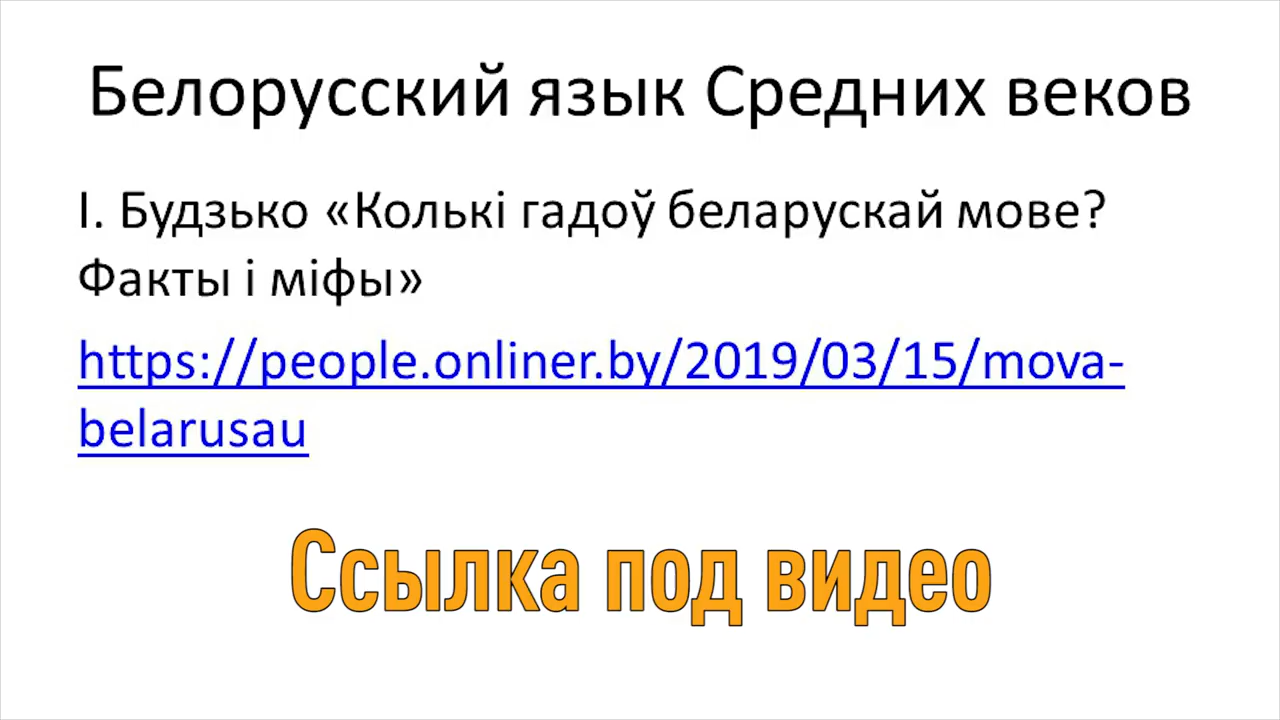 Белорусский язык Средних веков
І. Будзько «Колькі гадоў беларускай мове?
Факты і міфы»
https://people.onliner.by/2019/03/15/mova-
belarusau
Ссылка под видео